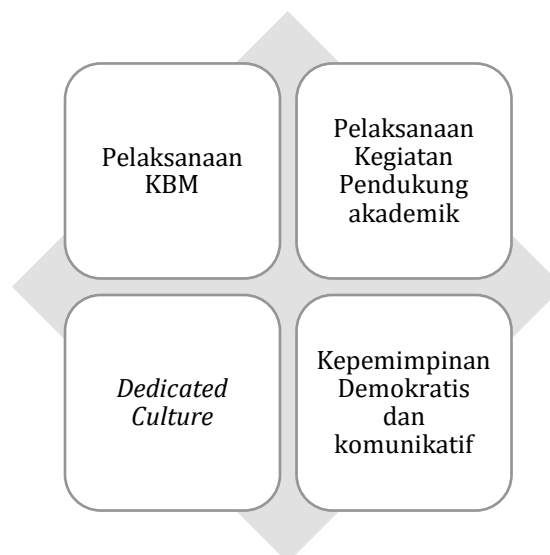 Pelaksanaan
KBM
Pelaksanaan
Kegiatan
Pendukung
akademik
Dedicated
Culture
Kepemimpinan
Demokratis
dan
komunikatif